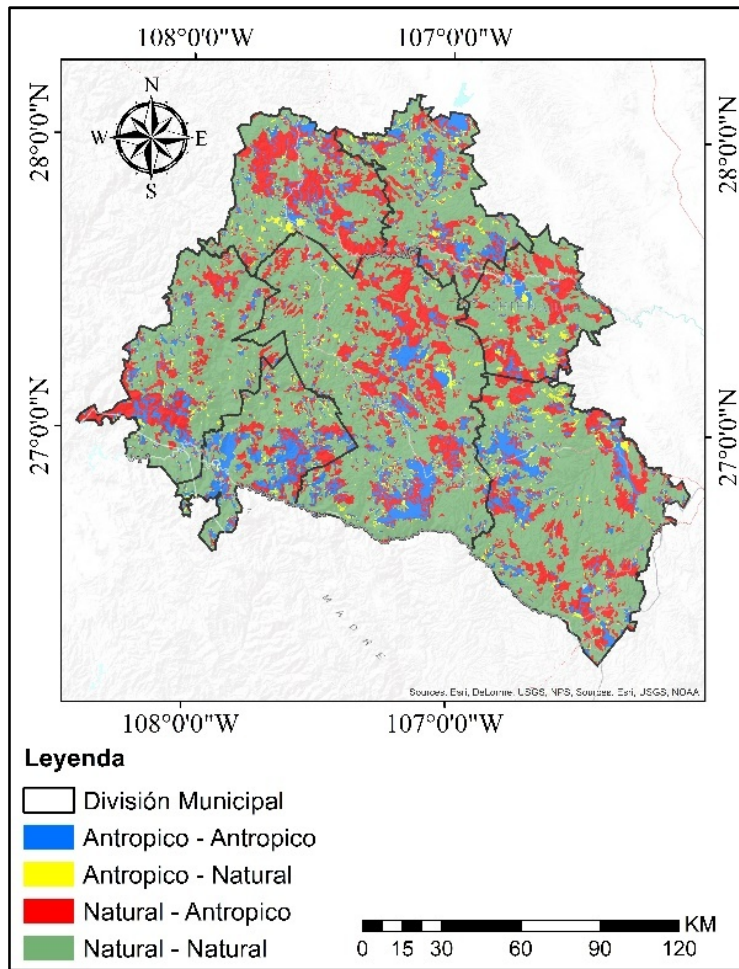 108°0'0"W 107°0'0"W
28°0'0"N 28°0'0"N
N
W E
S
27°0'0"N 27°0'0"N
MADRE
Sources: Esri, DeLorme, USGS, NPS, Sources: Esri, USGS, NOAA
108°0'0"W 107°0'0"W
Leyenda
División Municipal
Antropico - Antropico
Antropico - Natural
Natural - Antropico
Natural - Natural
KM
0 15 30 60 90 120